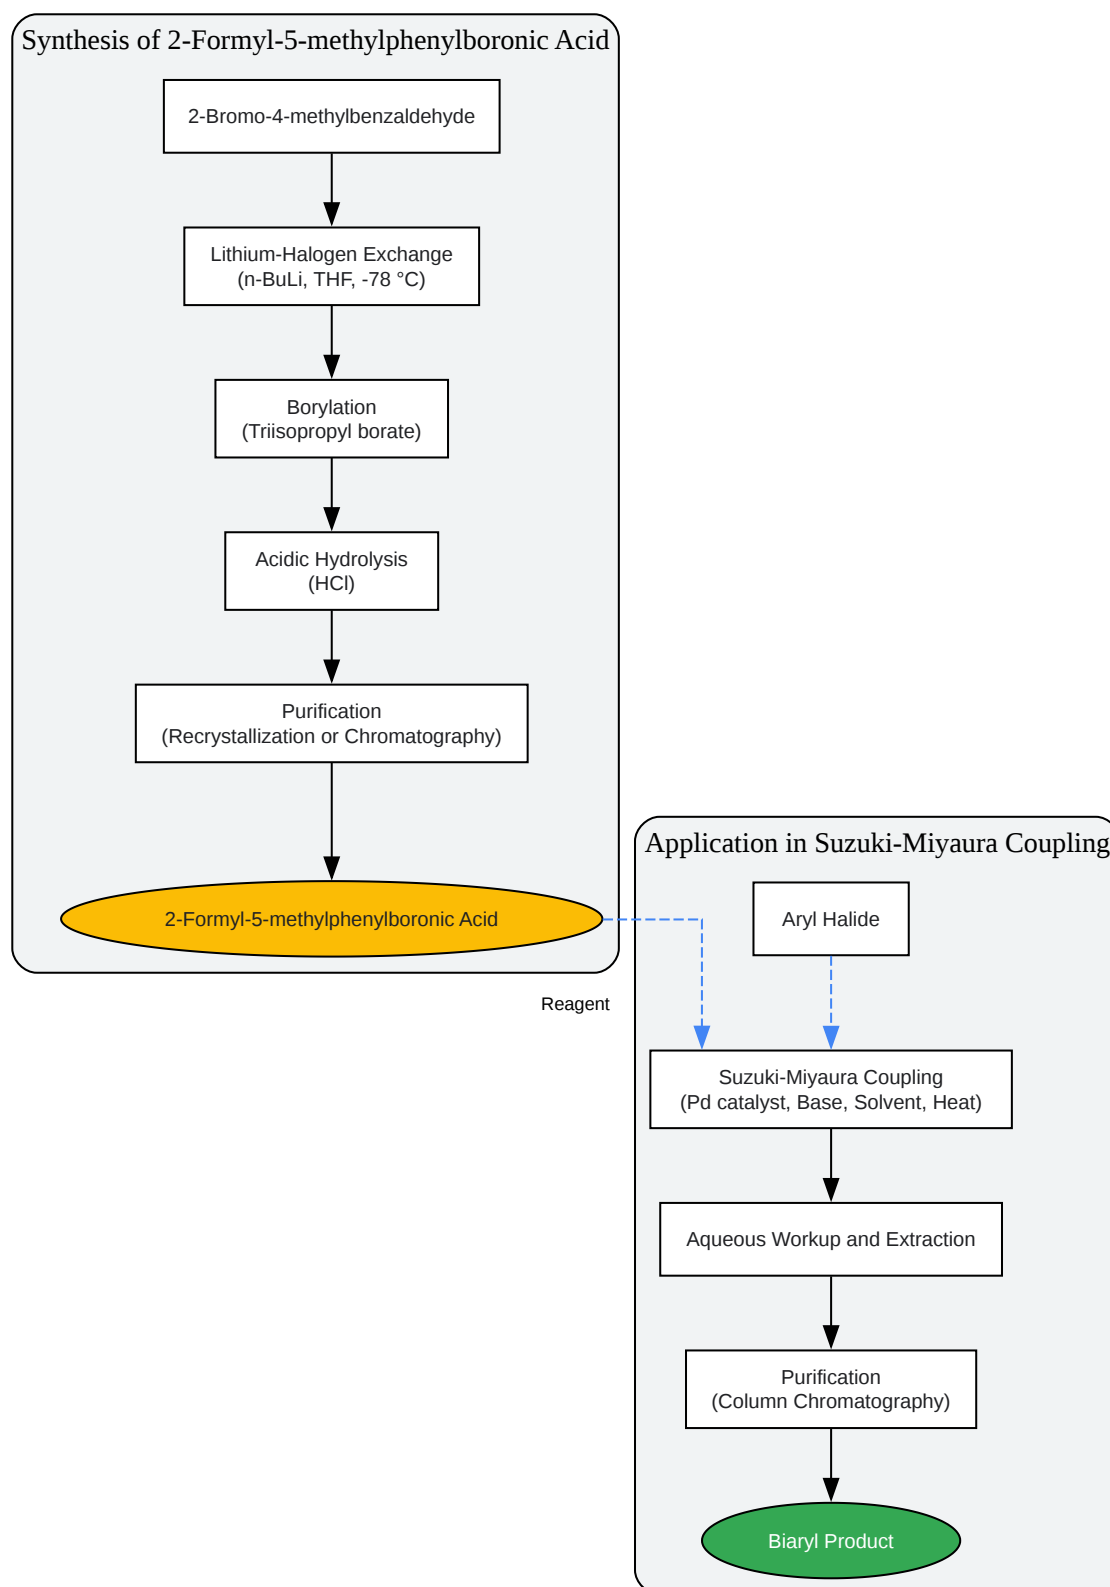 Synthesis of 2-Formyl-5-methylphenylboronic Acid
2-Bromo-4-methylbenzaldehyde
Lithium-Halogen Exchange
(n-BuLi, THF, -78 °C)
Borylation
(Triisopropyl borate)
Acidic Hydrolysis
(HCl)
Purification
(Recrystallization or Chromatography)
2-Formyl-5-methylphenylboronic Acid
Reagent
Application in Suzuki-Miyaura Coupling
Aryl Halide
Suzuki-Miyaura Coupling
(Pd catalyst, Base, Solvent, Heat)
Aqueous Workup and Extraction
Purification
(Column Chromatography)
Biaryl Product